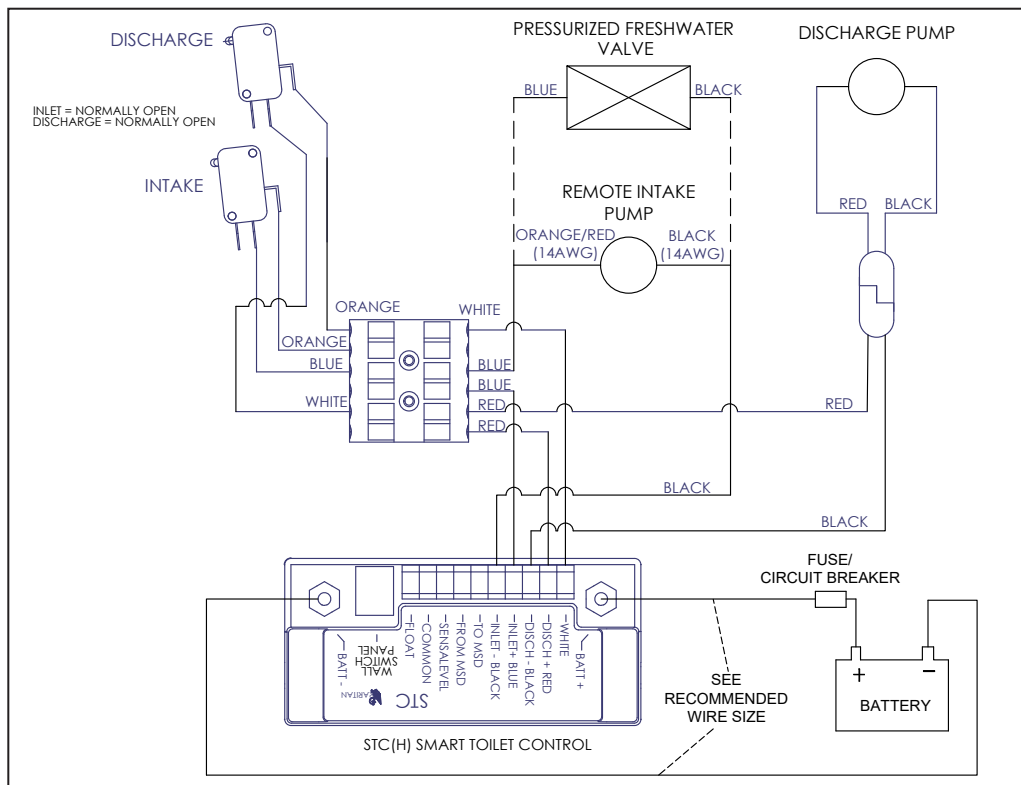 DISCHARGE
INLET = NORMALLY OPEN
DISCHARGE = NORMALLY OPEN
INTAKE
PRESSURIZED FRESHWATER
VALVE
BLUE
BLACK
DISCHARGE PUMP
RED
BLACK
REMOTE INTAKE
PUMP
ORANGE/RED
(14AWG)
BLACK
(14AWG)
ORANGE
WHITE
ORANGE
BLUE
BLUE
BLUE
WHITE
RED
RED
RED
BLACK
BLACK
FUSE/
CIRCUIT BREAKER
+
−
BATTERY
SEE
RECOMMENDED
WIRE SIZE
BATT -
WALL
SWITCH
PANEL
FLOAT
COMMON
SENSALEVEL
FROM MSD
TO MSD
INLET - BLACK
INLET+ BLUE
DISCH - BLACK
DISCH + RED
WHITE
BATT +
RARITAN
STC
STC(H) SMART TOILET CONTROL